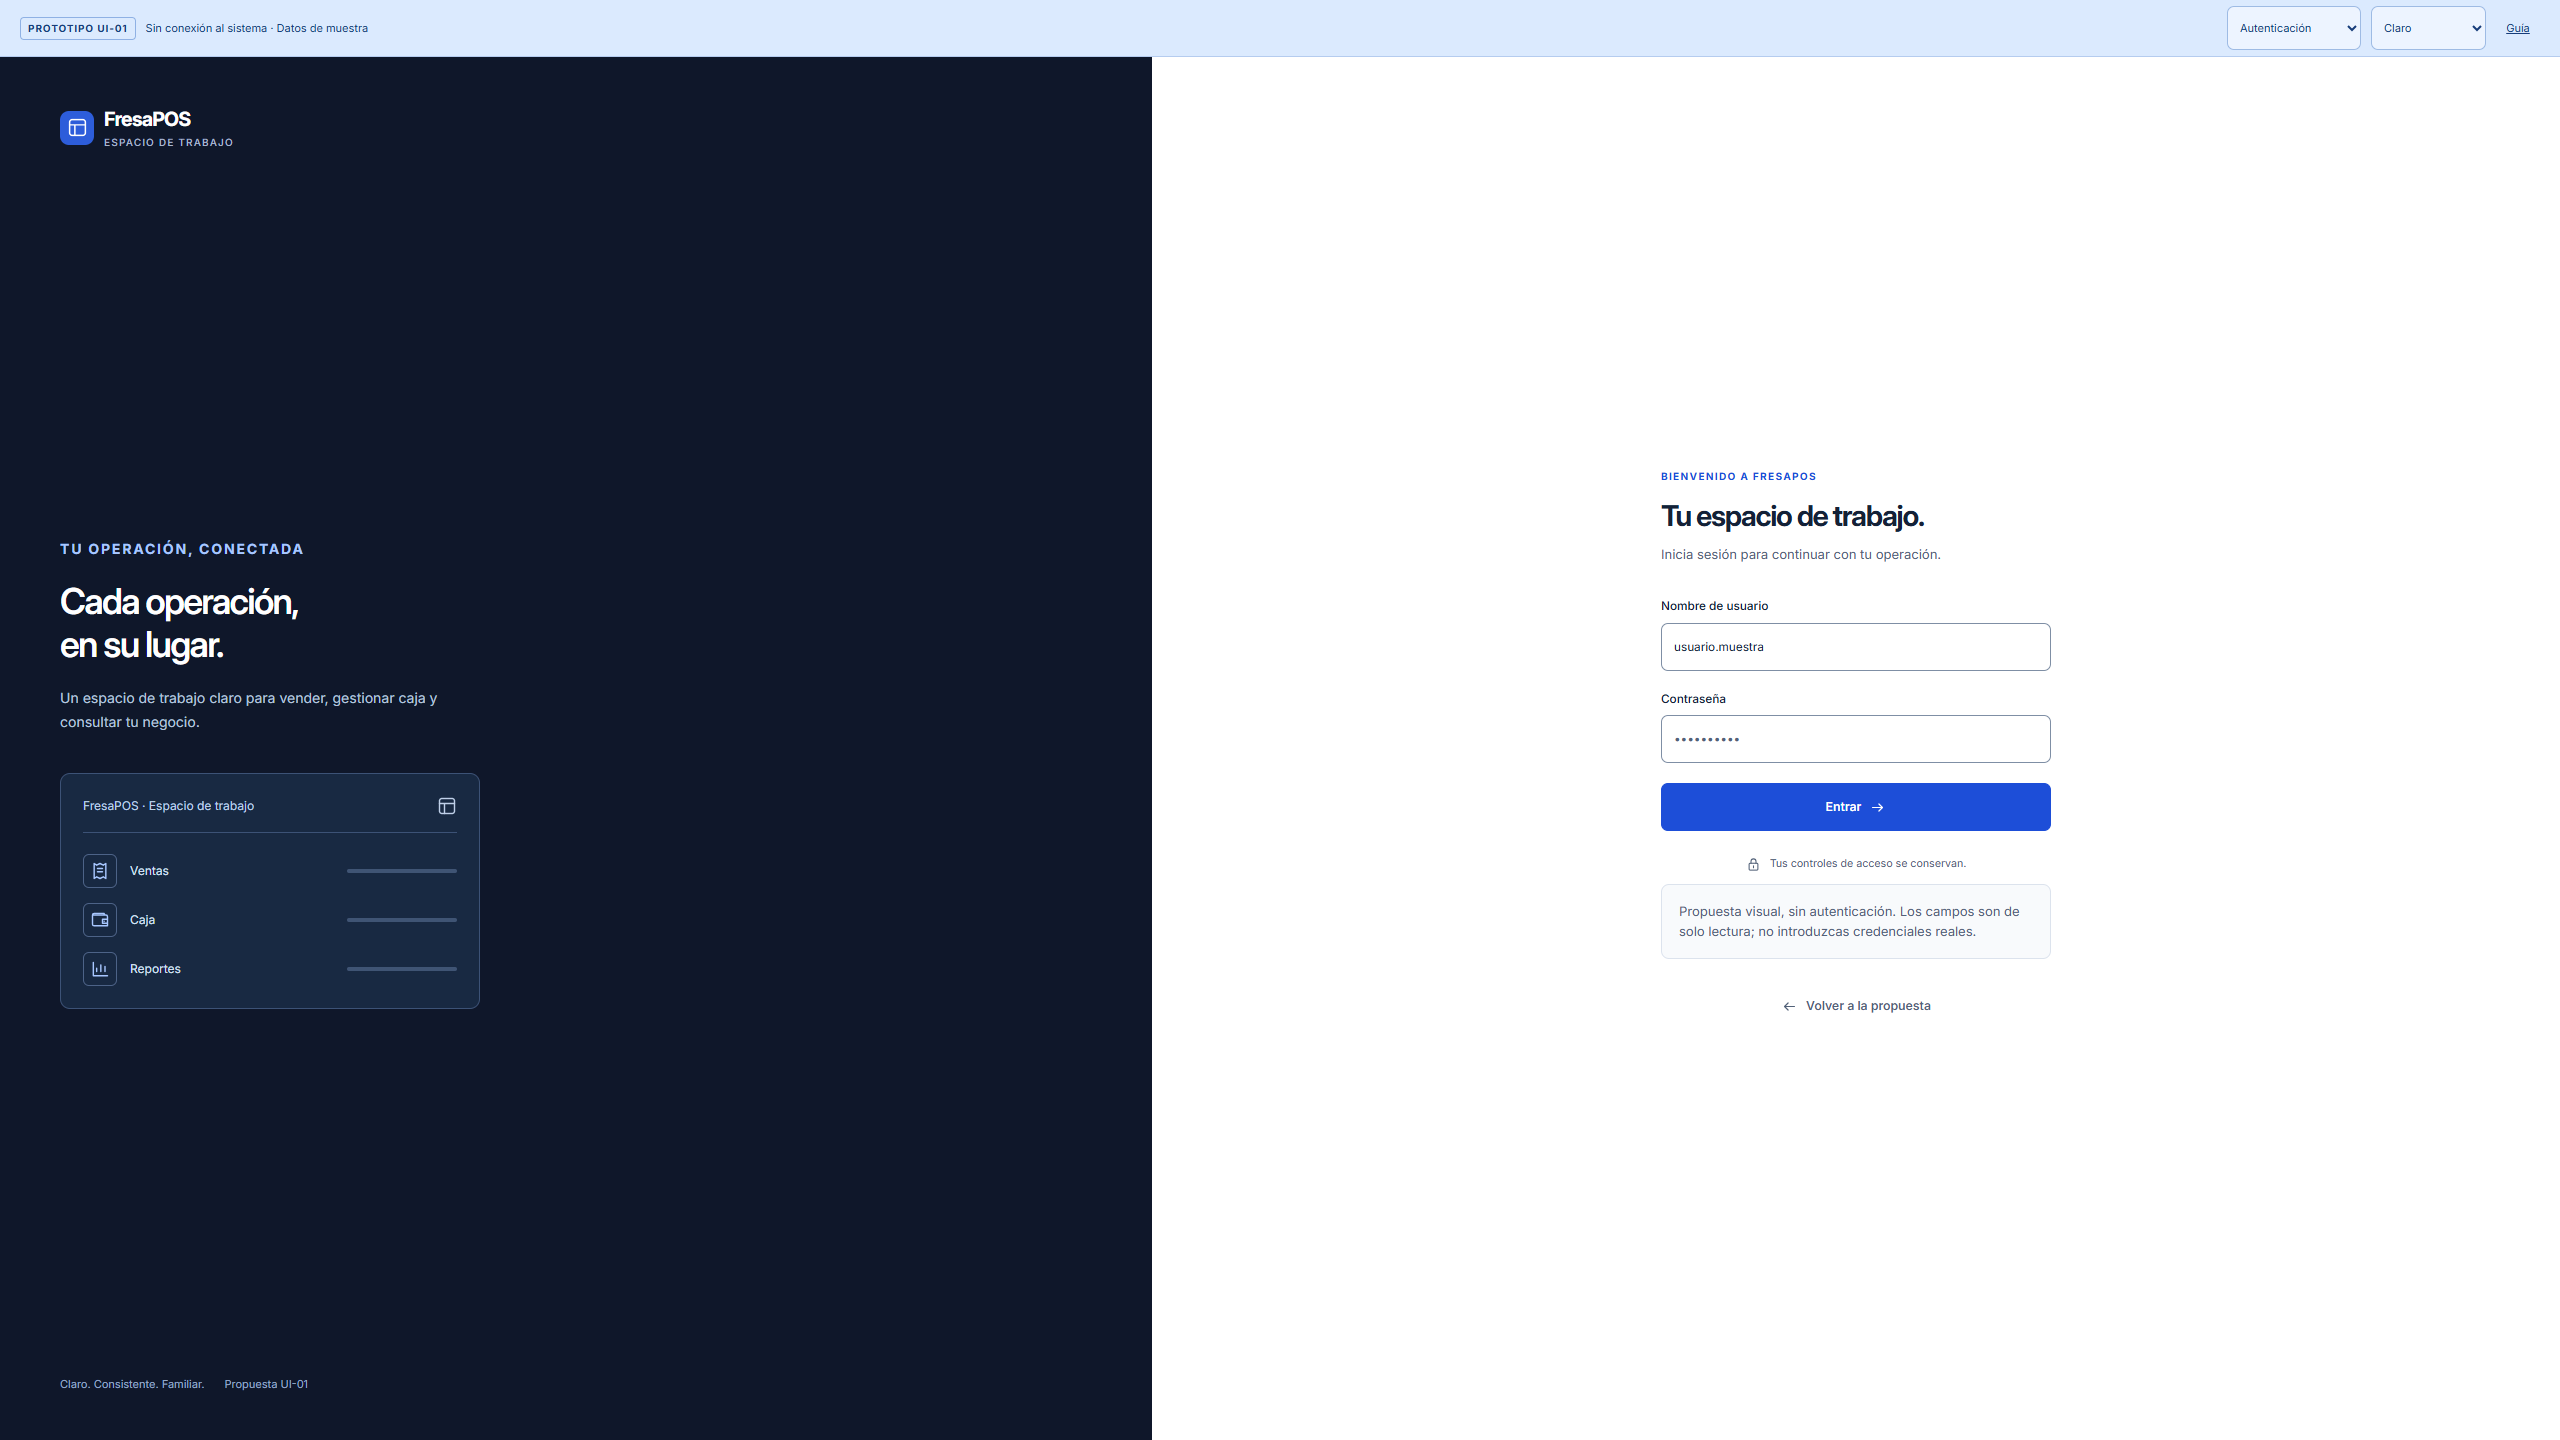 PROTOTIPO UI-01
Sin conexión al sistema · Datos de muestra
Autenticación
Claro
Guía
FresaPOS
ESPACIO DE TRABAJO
TU OPERACIÓN, CONECTADA
Cada operación,
en su lugar.
Un espacio de trabajo claro para vender, gestionar caja y
consultar tu negocio.
FresaPOS · Espacio de trabajo
Ventas
Caja
Reportes
Claro. Consistente. Familiar.
Propuesta UI-01
BIENVENIDO A FRESAPOS
Tu espacio de trabajo.
Inicia sesión para continuar con tu operación.
Nombre de usuario
usuario.muestra
Contraseña
••••••••••
Entrar →
Tus controles de acceso se conservan.
Propuesta visual, sin autenticación. Los campos son de
solo lectura; no introduzcas credenciales reales.
← Volver a la propuesta